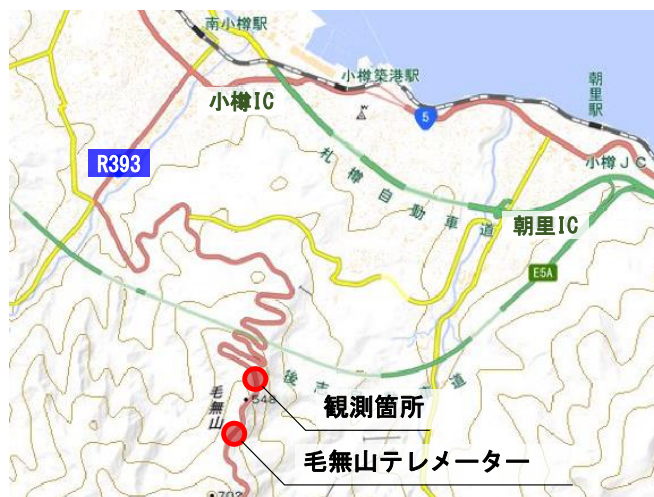 南小樽駅
小樽築港駅
朝里駅
小樽IC
5
小樽ＪＣ
R393
札樽自動車道
朝里IC
E5A
毛無山
後志
道
・548
観測箇所
毛無山テレメーター
・702